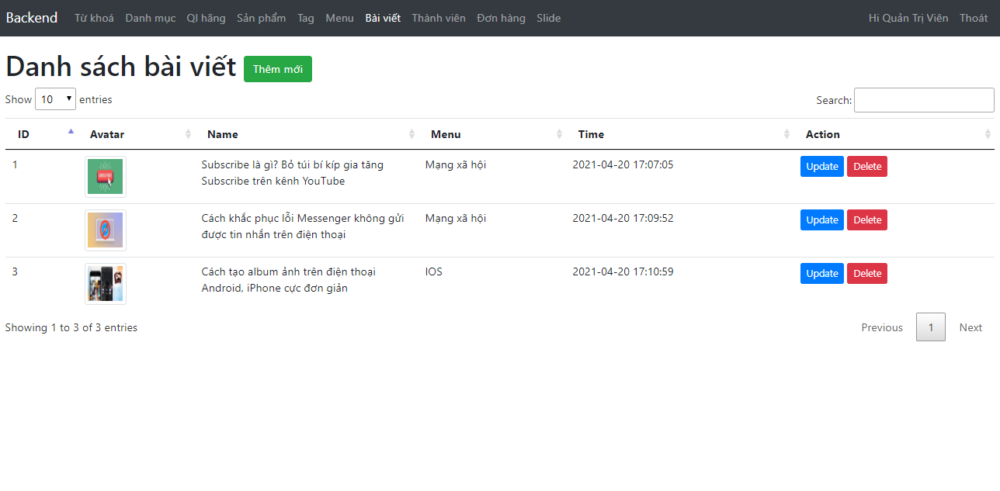 Backend Từ khoá Danh mục Ql hãng Sản phẩm Tag Menu Bài viết Thành viên Đơn hàng Slide Hi Quản Trị Viên Thoát
Danh sách bài viết Thêm mới
Show 10 entries Search:
ID Avatar Name Menu Time Action
1 Subscribe là gì? Bỏ túi bí kíp gia tăng Mạng xã hội 2021-04-20 17:07:05 Update Delete
Subscribe trên kênh YouTube
2 Cách khắc phục lỗi Messenger không gửi Mạng xã hội 2021-04-20 17:09:52 Update Delete
được tin nhắn trên điện thoại
3 Cách tạo album ảnh trên điện thoại IOS 2021-04-20 17:10:59 Update Delete
Android, iPhone cực đơn giản
Showing 1 to 3 of 3 entries Previous 1 Next